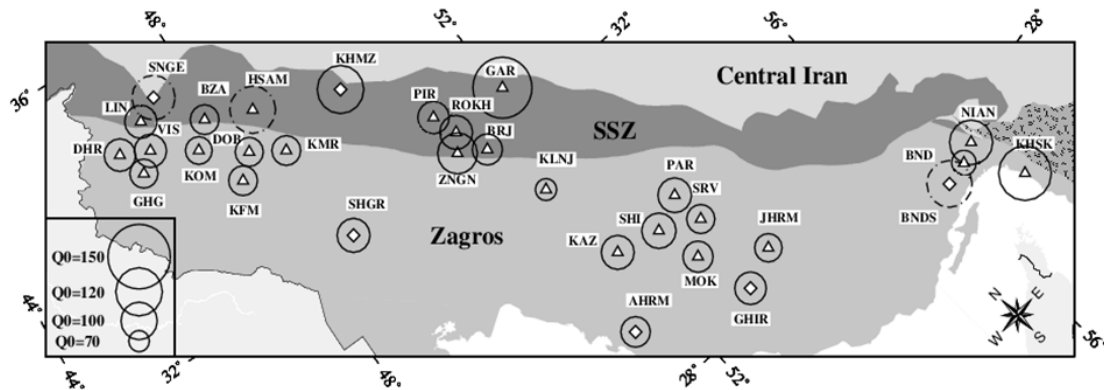 48°
52°
32°
56°
28°
36°
SNGE
BZA
HSAM
KHMZ
GAR
Central Iran
LIN
PIR
ROKH
SSZ
NIAN
VIS
DOB
BRJ
DHR
KMR
KLNJ
PAR
BND
KHSK
KOM
ZNGN
GHG
KFM
SHGR
Zagros
SRV
BNDS
SHI
JHRM
KAZ
MOK
Q0=150
Q0=120
Q0=100
Q0=70
AHRM
GHIR
N
E
W
S
44°
56°
44°
32°
48°
28°
52°